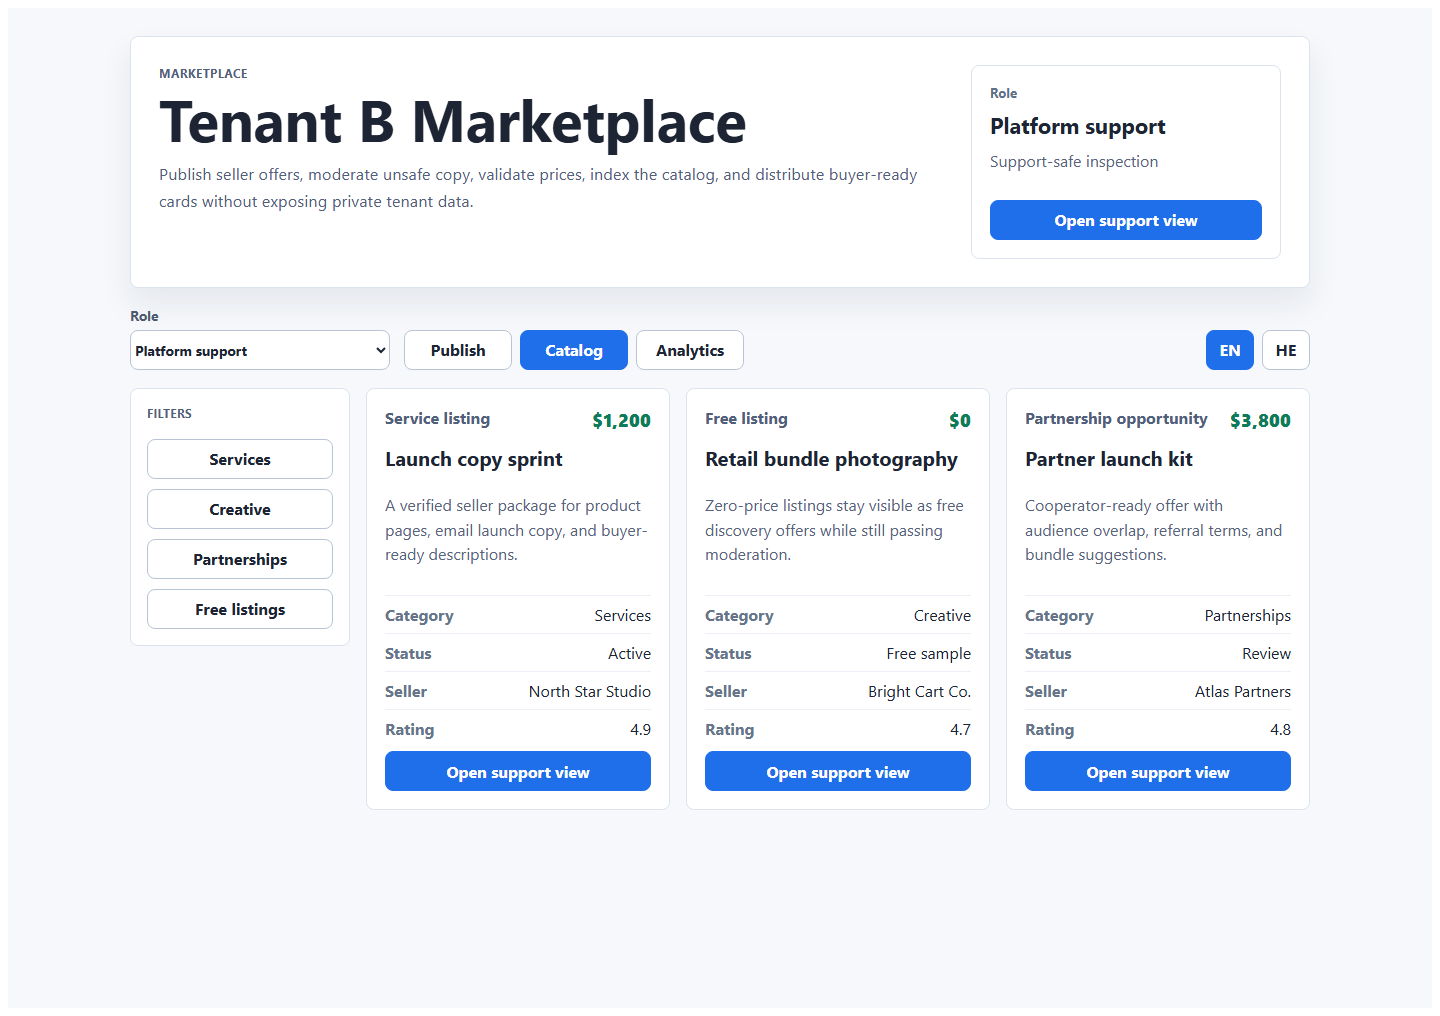 MARKETPLACE
Tenant B Marketplace
Publish seller offers, moderate unsafe copy, validate prices, index the catalog, and distribute buyer-ready
cards without exposing private tenant data.
Role
Platform support
Support-safe inspection
Open support view
Role
Platform support
Publish
Catalog
Analytics
EN
HE
FILTERS
Services
Creative
Partnerships
Free listings
Service listing $1,200
Launch copy sprint
A verified seller package for product
pages, email launch copy, and buyer-
ready descriptions.
Category Services
Status Active
Seller North Star Studio
Rating 4.9
Open support view
Free listing $0
Retail bundle photography
Zero-price listings stay visible as free
discovery offers while still passing
moderation.
Category Creative
Status Free sample
Seller Bright Cart Co.
Rating 4.7
Open support view
Partnership opportunity $3,800
Partner launch kit
Cooperator-ready offer with
audience overlap, referral terms, and
bundle suggestions.
Category Partnerships
Status Review
Seller Atlas Partners
Rating 4.8
Open support view